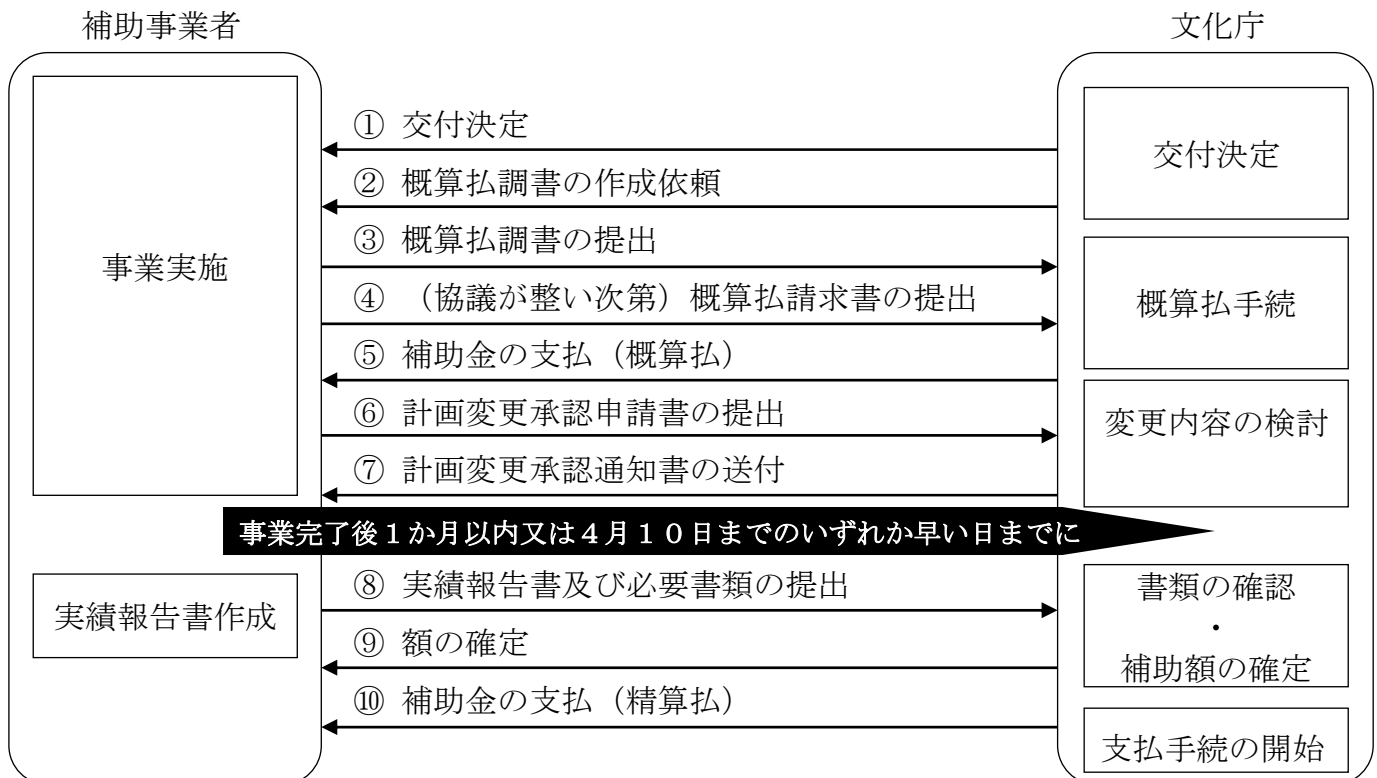 補助事業者
文化庁
事業実施
交付決定
① 交付決定
② 概算払調書の作成依頼
③ 概算払調書の提出
概算払手続
④ （協議が整い次第）概算払請求書の提出
⑤ 補助金の支払（概算払）
⑥ 計画変更承認申請書の提出
変更内容の検討
⑦ 計画変更承認通知書の送付
事業完了後１か月以内又は４月１０日までのいずれか早い日までに
実績報告書作成
⑧ 実績報告書及び必要書類の提出
書類の確認
・
補助額の確定
⑨ 額の確定
⑩ 補助金の支払（精算払）
支払手続の開始